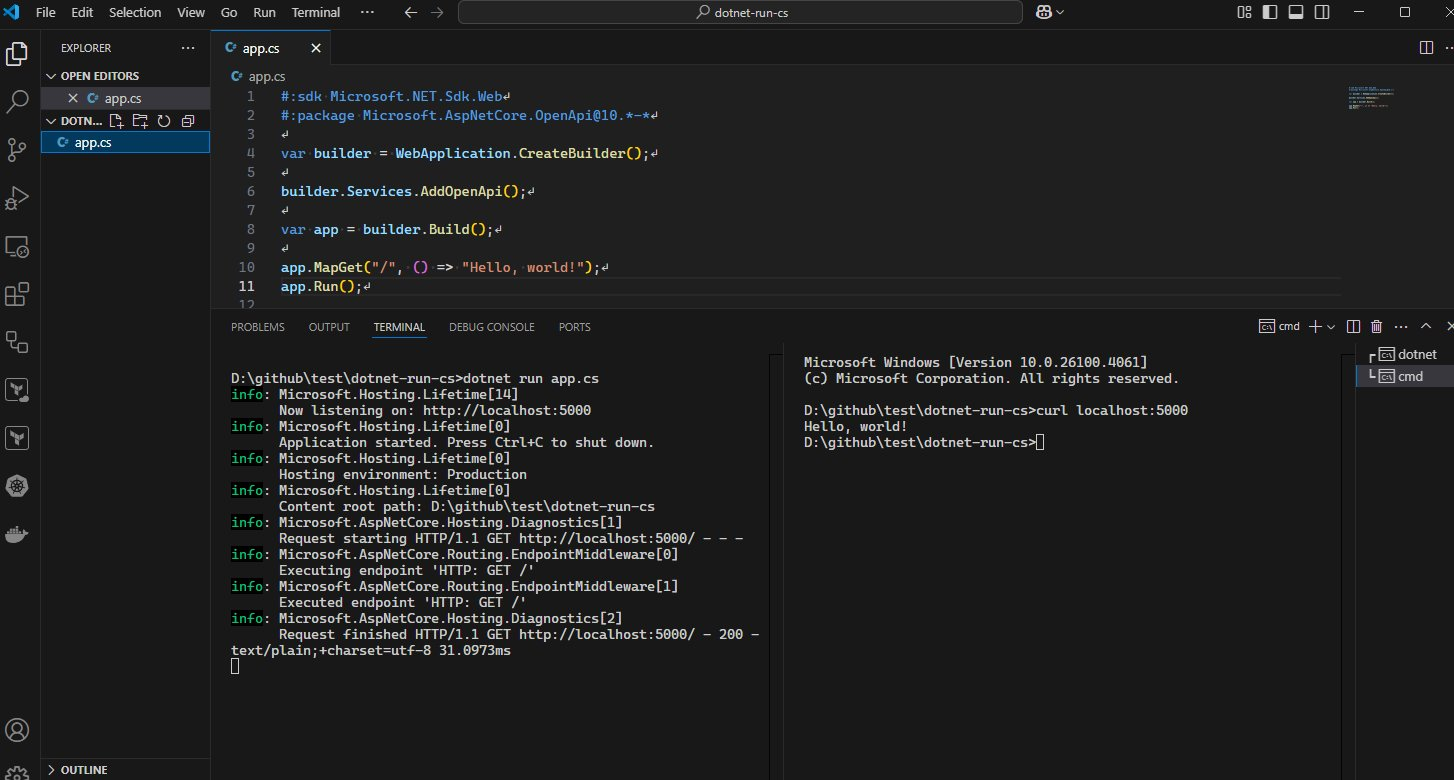 File Edit Selection View Go Run Terminal ··· dotnet-run-cs
EXPLORER
OPEN EDITORS
app.cs
DOTN...
app.cs
OUTLINE
app.cs
app.cs
1 #:sdk Microsoft.NET.Sdk.Web
2 #:package Microsoft.AspNetCore.OpenApi@10.*-*
3
4 var builder = WebApplication.CreateBuilder();
5
6 builder.Services.AddOpenApi();
7
8 var app = builder.Build();
9
10 app.MapGet("/", () => "Hello, world!");
11 app.Run();
12
PROBLEMS OUTPUT TERMINAL DEBUG CONSOLE PORTS
cmd
D:\github\test\dotnet-run-cs>dotnet run app.cs
info: Microsoft.Hosting.Lifetime[14]
Now listening on: http://localhost:5000
info: Microsoft.Hosting.Lifetime[0]
Application started. Press Ctrl+C to shut down.
info: Microsoft.Hosting.Lifetime[0]
Hosting environment: Production
info: Microsoft.Hosting.Lifetime[0]
Content root path: D:\github\test\dotnet-run-cs
info: Microsoft.AspNetCore.Hosting.Diagnostics[1]
Request starting HTTP/1.1 GET http://localhost:5000/ - - -
info: Microsoft.AspNetCore.Routing.EndpointMiddleware[0]
Executing endpoint 'HTTP: GET /'
info: Microsoft.AspNetCore.Routing.EndpointMiddleware[1]
Executed endpoint 'HTTP: GET /'
info: Microsoft.AspNetCore.Hosting.Diagnostics[2]
Request finished HTTP/1.1 GET http://localhost:5000/ - 200 -
text/plain;+charset=utf-8 31.0973ms
Microsoft Windows [Version 10.0.26100.4061]
(c) Microsoft Corporation. All rights reserved.
D:\github\test\dotnet-run-cs>curl localhost:5000
Hello, world!
D:\github\test\dotnet-run-cs>
dotnet
cmd